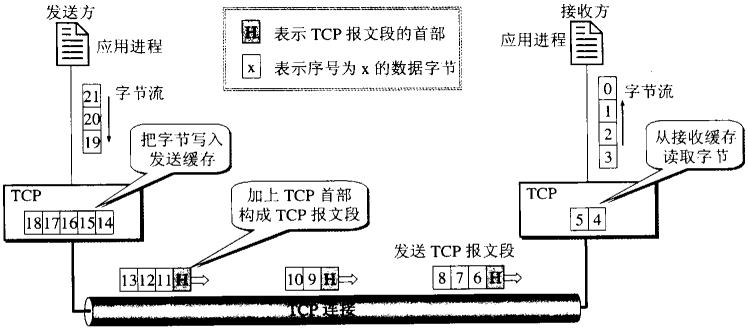 发送方
接收方
应用进程
H 表示 TCP 报文段的首部
x 表示序号为 x 的数据字节
应用进程
21
20
19
字节流
把字节写入
发送缓存
0
1
2
3
字节流
从接收缓存
读取字节
TCP
18 17 16 15 14
加上 TCP 首部
构成 TCP 报文段
TCP
5 4
发送 TCP 报文段
13 12 11 H
10 9 H
8 7 6 H
TCP 连接